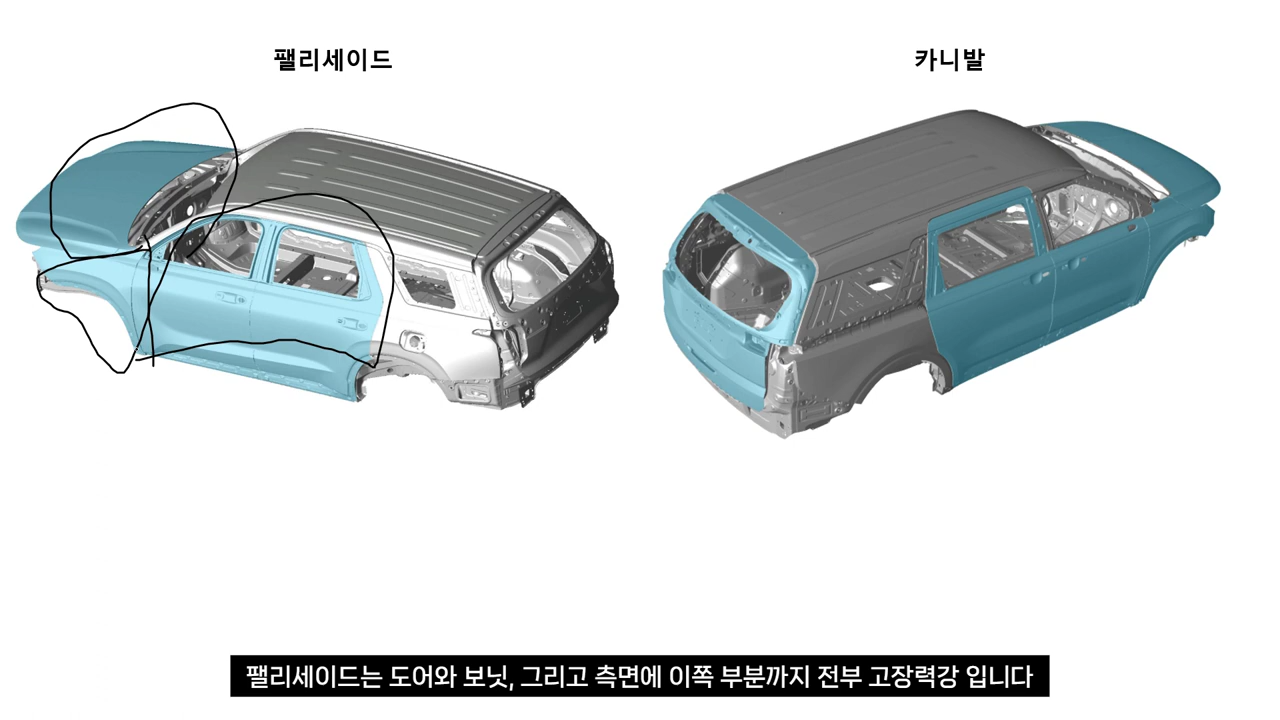 팰리세이드
카니발
팰리세이드는 도어와 보닛, 그리고 측면에 이쪽 부분까지 전부 고장력강 입니다